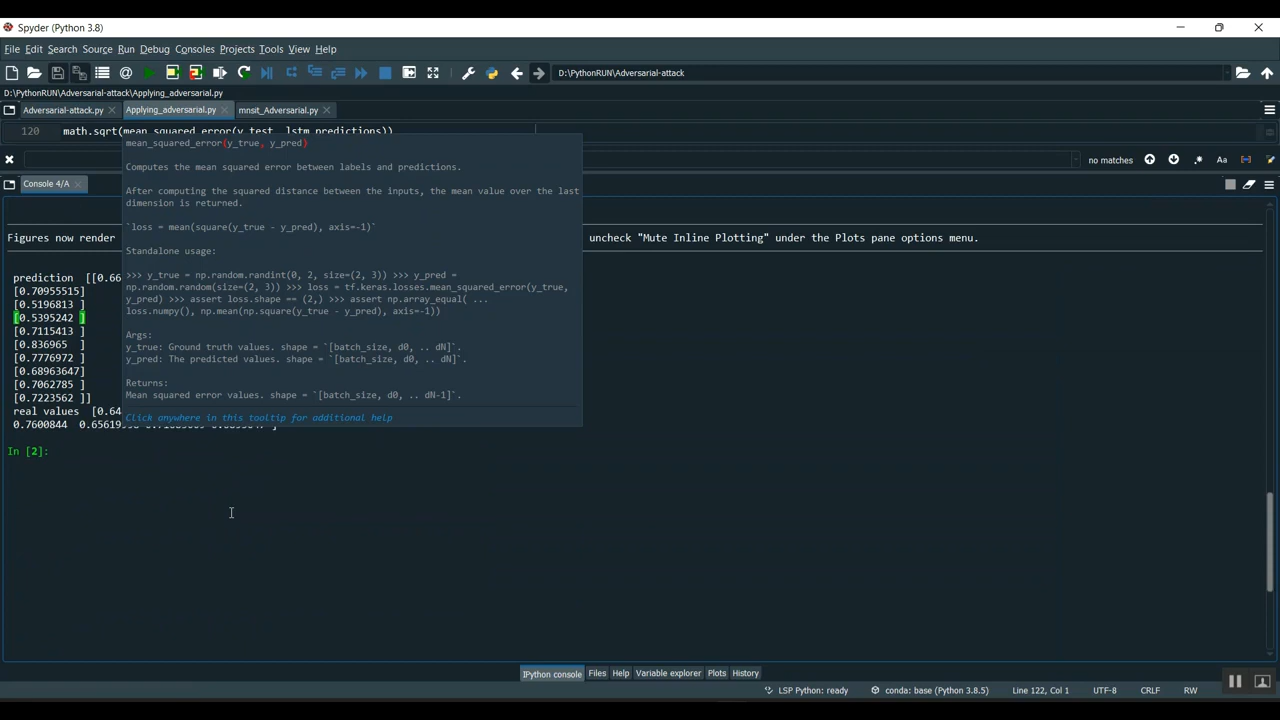 Spyder (Python 3.8)
File Edit Search Source Run Debug Consoles Projects Tools View Help
D:\PythonRUN\Adversarial-attack
D:\PythonRUN\Adversarial-attack\Applying_adversarial.py
Adversarial-attack.py Applying_adversarial.py mnsit_Adversarial.py
120 math.sqrt(mean_squared_error(y_test, lstm_predictions))
mean_squared_error(y_true, y_pred)
no matches Aa
Computes the mean squared error between labels and predictions.
Console 4/A
After computing the squared distance between the inputs, the mean value over the last
dimension is returned.
`loss = mean(square(y_true - y_pred), axis=-1)`
Figures now render uncheck "Mute Inline Plotting" under the Plots pane options menu.
Standalone usage:
>>> y_true = np.random.randint(0, 2, size=(2, 3)) >>> y_pred =
np.random.random(size=(2, 3)) >>> loss = tf.keras.losses.mean_squared_error(y_true,
y_pred) >>> assert loss.shape == (2,) >>> assert np.array_equal( ...
loss.numpy(), np.mean(np.square(y_true - y_pred), axis=-1))
Args:
y_true: Ground truth values. shape = `[batch_size, d0, .. dN]`.
y_pred: The predicted values. shape = `[batch_size, d0, .. dN]`.
Returns:
Mean squared error values. shape = `[batch_size, d0, .. dN-1]`.
Click anywhere in this tooltip for additional help
prediction [[0.66
[0.70955515]
[0.5196813 ]
[0.5395242 ]
[0.7115413 ]
[0.836965 ]
[0.7776972 ]
[0.68963647]
[0.7062785 ]
[0.7223562 ]]
real values [0.64
0.7600844
In [2]:
IPython console Files Help Variable explorer Plots History
LSP Python: ready conda: base (Python 3.8.5) Line 122, Col 1 UTF-8 CRLF RW